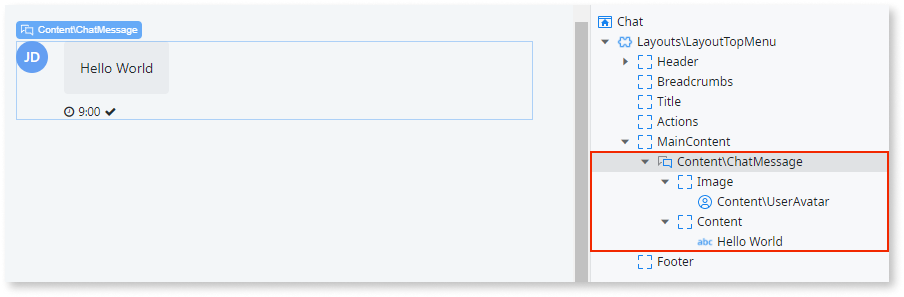 Content\ChatMessage
JD
Hello World
9:00
Chat
Layouts\LayoutTopMenu
Header
Breadcrumbs
Title
Actions
MainContent
Content\ChatMessage
Image
Content\UserAvatar
Content
abc Hello World
Footer